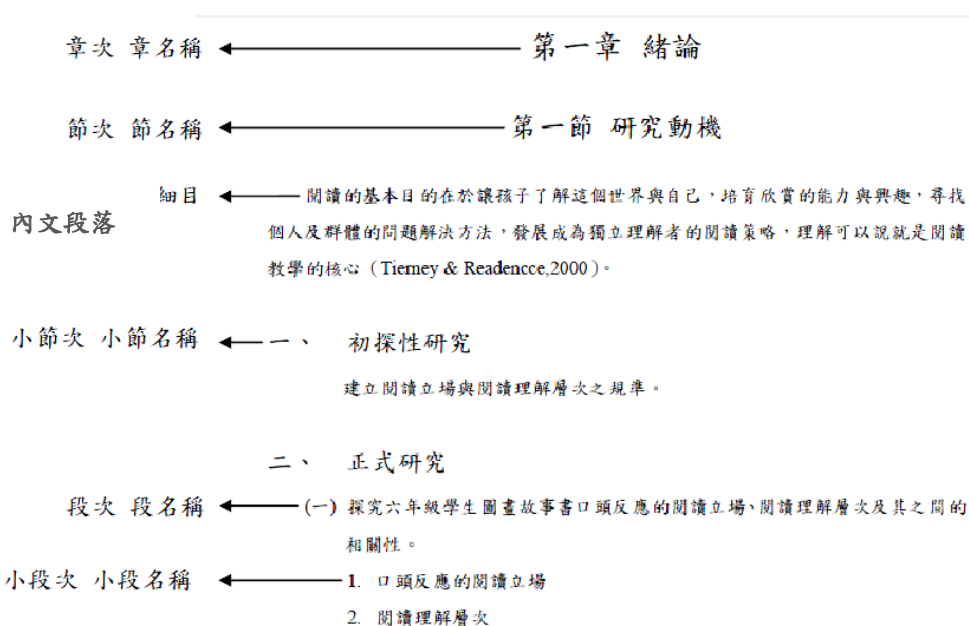 章次 章名稱 第一章 緒論
節次 節名稱 第一節 研究動機
細目 閱讀的基本目的在於讓孩子了解這個世界與自己，培育欣賞的能力與興趣，尋找
內文段落
個人及群體的問題解決方法，發展成為獨立理解者的閱讀策略，理解可以說就是閱讀
教學的核心（Tierney & Readencce,2000）。
小節次 小節名稱 一、 初探性研究
建立閱讀立場與閱讀理解層次之規準。
二、 正式研究
段次 段名稱 (一) 探究六年級學生圖畫故事書口頭反應的閱讀立場、閱讀理解層次及其之間的
相關性。
小段次 小段名稱 1. 口頭反應的閱讀立場
2. 閱讀理解層次